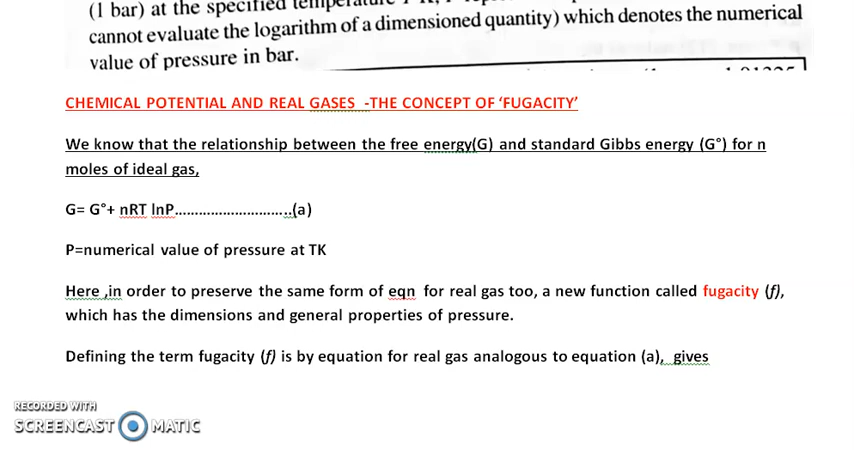 (1 bar) at the specified temperature
cannot evaluate the logarithm of a dimensioned quantity) which denotes the numerical
value of pressure in bar.
CHEMICAL POTENTIAL AND REAL GASES -THE CONCEPT OF ‘FUGACITY’
We know that the relationship between the free energy(G) and standard Gibbs energy (G°) for n
moles of ideal gas,
G= G°+ nRT lnP..............................(a)
P=numerical value of pressure at TK
Here ,in order to preserve the same form of eqn for real gas too, a new function called fugacity (f),
which has the dimensions and general properties of pressure.
Defining the term fugacity (f) is by equation for real gas analogous to equation (a), gives
RECORDED WITH
SCREENCAST MATIC